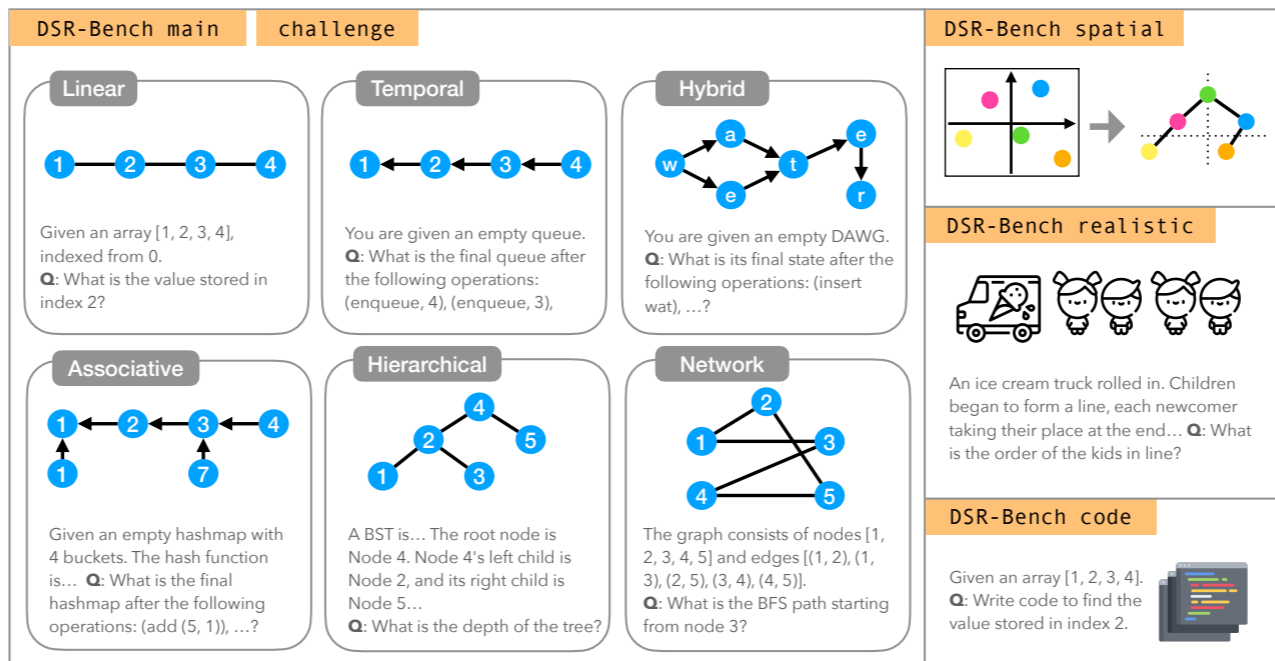 DSR-Bench main
challenge
Linear
1 2 3 4
Given an array [1, 2, 3, 4],
indexed from 0.
Q: What is the value stored in
index 2?
Temporal
1 2 3 4
You are given an empty queue.
Q: What is the final queue after
the following operations:
(enqueue, 4), (enqueue, 3),
Hybrid
a
e
w
t
e
r
You are given an empty DAWG.
Q: What is its final state after the
following operations: (insert
wat), …?
Associative
1 2 3 4
1 7
Given an empty hashmap with
4 buckets. The hash function
is… Q: What is the final
hashmap after the following
operations: (add (5, 1)), …?
Hierarchical
4
2 5
1 3
A BST is… The root node is
Node 4. Node 4's left child is
Node 2, and its right child is
Node 5…
Q: What is the depth of the tree?
Network
2
1 3
4 5
The graph consists of nodes [1,
2, 3, 4, 5] and edges [(1, 2), (1,
3), (2, 5), (3, 4), (4, 5)].
Q: What is the BFS path starting
from node 3?
DSR-Bench spatial
DSR-Bench realistic
An ice cream truck rolled in. Children
began to form a line, each newcomer
taking their place at the end… Q: What
is the order of the kids in line?
DSR-Bench code
Given an array [1, 2, 3, 4].
Q: Write code to find the
value stored in index 2.